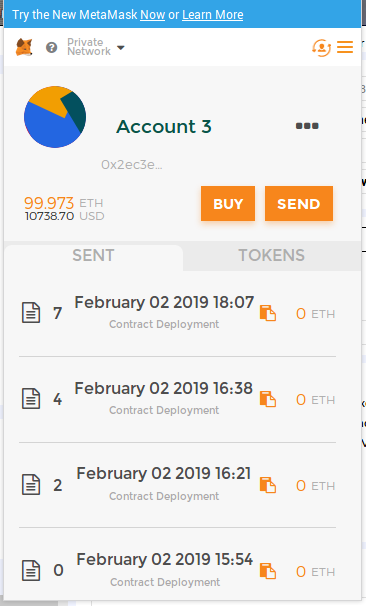 Try the New MetaMask Now or Learn More
Private
Network
Account 3
0x2ec3e...
99.973 ETH
10738.70 USD
BUY
SEND
SENT
TOKENS
7
February 02 2019 18:07
Contract Deployment
0 ETH
4
February 02 2019 16:38
Contract Deployment
0 ETH
2
February 02 2019 16:21
Contract Deployment
0 ETH
0
February 02 2019 15:54
Contract Deployment
0 ETH